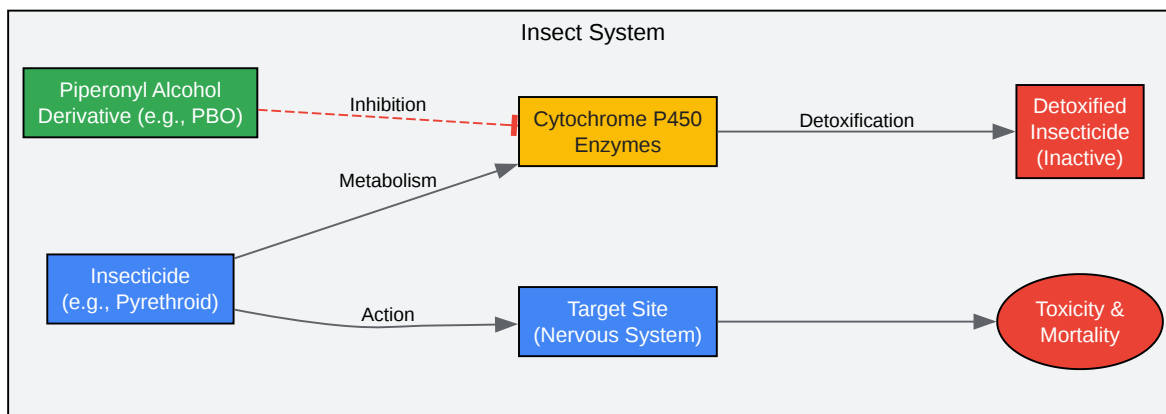 Insect System
Piperonyl Alcohol
Derivative (e.g., PBO)
Inhibition
Cytochrome P450
Enzymes
Detoxification
Detoxified
Insecticide
(Inactive)
Metabolism
Insecticide
(e.g., Pyrethroid)
Action
Target Site
(Nervous System)
Toxicity &
Mortality